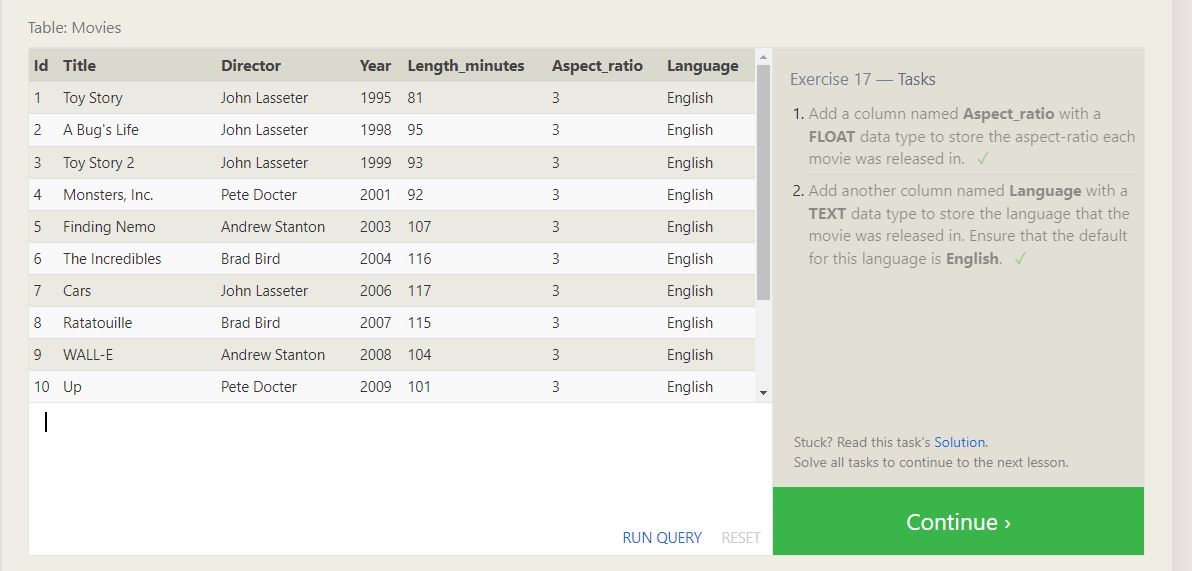 Table: Movies
Id Title Director Year Length_minutes Aspect_ratio Language
1 Toy Story John Lasseter 1995 81 3 English
2 A Bug's Life John Lasseter 1998 95 3 English
3 Toy Story 2 John Lasseter 1999 93 3 English
4 Monsters, Inc. Pete Docter 2001 92 3 English
5 Finding Nemo Andrew Stanton 2003 107 3 English
6 The Incredibles Brad Bird 2004 116 3 English
7 Cars John Lasseter 2006 117 3 English
8 Ratatouille Brad Bird 2007 115 3 English
9 WALL-E Andrew Stanton 2008 104 3 English
10 Up Pete Docter 2009 101 3 English
RUN QUERY RESET
Exercise 17 — Tasks
1. Add a column named Aspect_ratio with a
FLOAT data type to store the aspect-ratio each
movie was released in. ✓
2. Add another column named Language with a
TEXT data type to store the language that the
movie was released in. Ensure that the default
for this language is English. ✓
Stuck? Read this task's Solution.
Solve all tasks to continue to the next lesson.
Continue ›